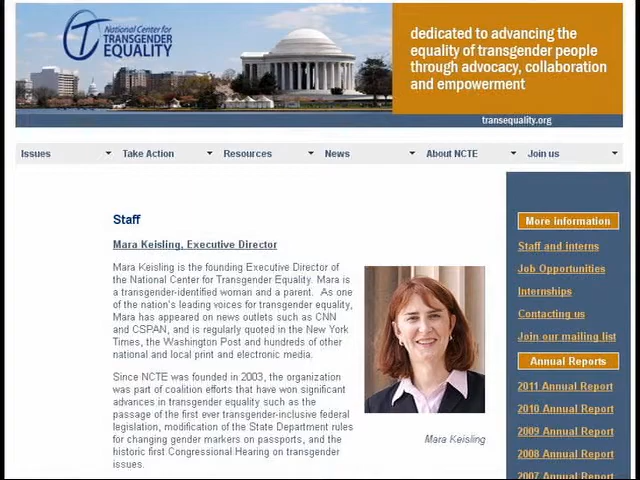 National Center for
TRANSGENDER
EQUALITY
dedicated to advancing the
equality of transgender people
through advocacy, collaboration
and empowerment
transequality.org
Issues
Take Action
Resources
News
About NCTE
Join us
Staff
Mara Keisling, Executive Director
Mara Keisling is the founding Executive Director of
the National Center for Transgender Equality. Mara is
a transgender-identified woman and a parent. As one
of the nation's leading voices for transgender equality,
Mara has appeared on news outlets such as CNN
and CSPAN, and is regularly quoted in the New York
Times, the Washington Post and hundreds of other
national and local print and electronic media.
Since NCTE was founded in 2003, the organization
was part of coalition efforts that have won significant
advances in transgender equality such as the
passage of the first ever transgender-inclusive federal
legislation, modification of the State Department rules
for changing gender markers on passports, and the
historic first Congressional Hearing on transgender
issues.
Mara Keisling
More information
Staff and interns
Job Opportunities
Internships
Contacting us
Join our mailing list
Annual Reports
2011 Annual Report
2010 Annual Report
2009 Annual Report
2008 Annual Report
2007 Annual Report